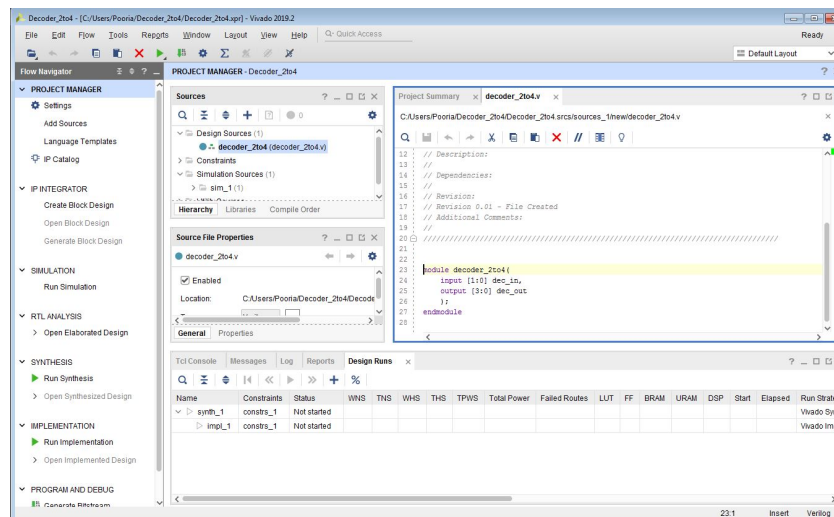 Decoder_2to4 - [C:/Users/Pooria/Decoder_2to4/Decoder_2to4.xpr] - Vivado 2019.2
File Edit Flow Tools Reports Window Layout View Help Q- Quick Access Ready
Default Layout
Flow Navigator
PROJECT MANAGER - Decoder_2to4
PROJECT MANAGER
Settings
Add Sources
Language Templates
IP Catalog
IP INTEGRATOR
Create Block Design
Open Block Design
Generate Block Design
SIMULATION
Run Simulation
RTL ANALYSIS
Open Elaborated Design
SYNTHESIS
Run Synthesis
Open Synthesized Design
IMPLEMENTATION
Run Implementation
Open Implemented Design
PROGRAM AND DEBUG
Generate Bitstream
Sources
0
Design Sources (1)
decoder_2to4 (decoder_2to4.v)
Constraints
Simulation Sources (1)
sim_1 (1)
Hierarchy Libraries Compile Order
Source File Properties
decoder_2to4.v
Enabled
Location: C:/Users/Pooria/Decoder_2to4/Decode
General Properties
Project Summary decoder_2to4.v
C:/Users/Pooria/Decoder_2to4/Decoder_2to4.srcs/sources_1/new/decoder_2to4.v
12 // Description:
13 //
14 // Dependencies:
15 //
16 // Revision:
17 // Revision 0.01 - File Created
18 // Additional Comments:
19 //
20 //////////////////////////////////////////////////////////////////////////////////
21
22
23 module decoder_2to4(
24 input [1:0] dec_in,
25 output [3:0] dec_out
26 );
27 endmodule
28
Tcl Console Messages Log Reports Design Runs
Name Constraints Status WNS TNS WHS THS TPWS Total Power Failed Routes LUT FF BRAM URAM DSP Start Elapsed Run Strate
synth_1 constrs_1 Not started Vivado Syn
impl_1 constrs_1 Not started Vivado Im
23:1 Insert Verilog